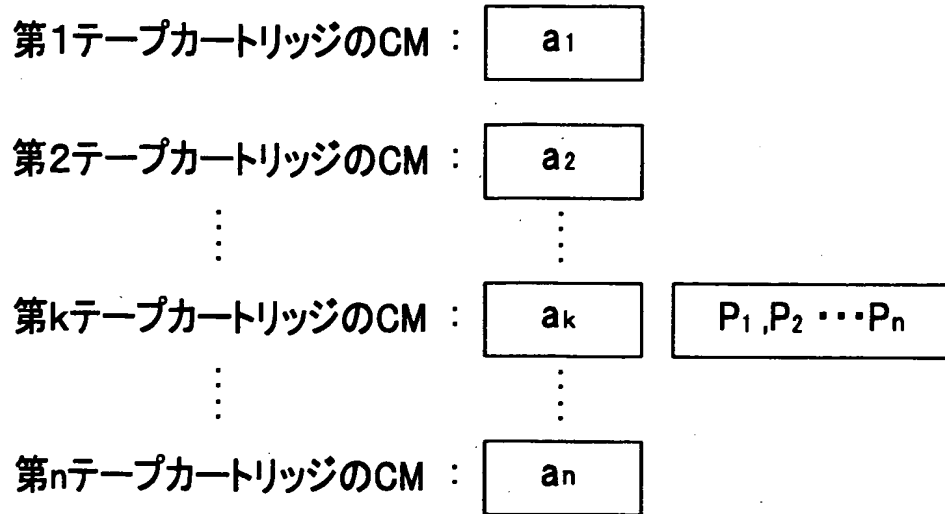 第1テープカートリッジのCM : a1
第2テープカートリッジのCM : a2
第kテープカートリッジのCM : ak P1,P2 ・・・Pn
第nテープカートリッジのCM : an